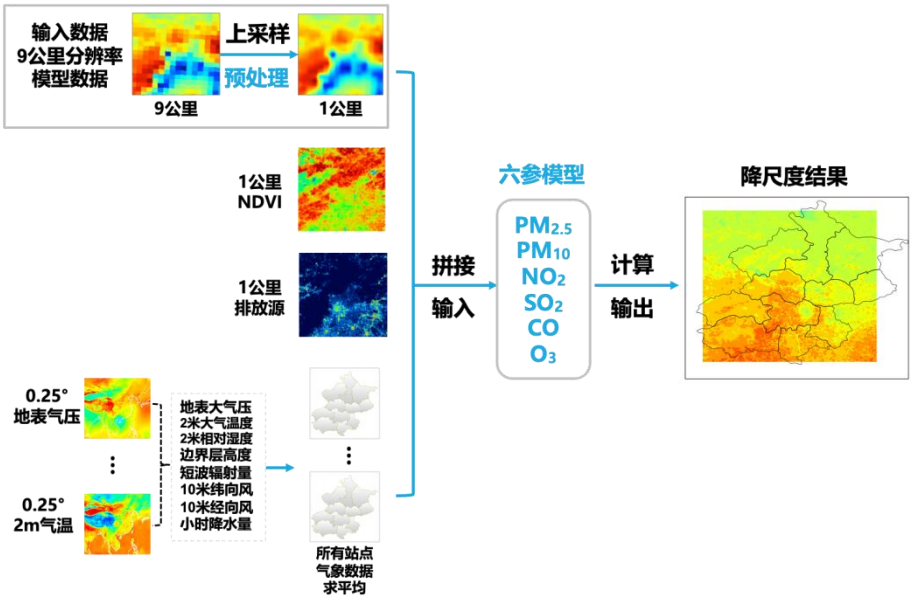 输入数据
9公里分辨率
模型数据
上采样
预处理
9公里
1公里
1公里
NDVI
1公里
排放源
0.25°
地表气压
0.25°
2m气温
地表大气压
2米大气温度
2米相对湿度
边界层高度
短波辐射量
10米纬向风
10米经向风
小时降水量
所有站点
气象数据
求平均
拼接
输入
六参模型
PM2.5
PM10
NO2
SO2
CO
O3
计算
输出
降尺度结果